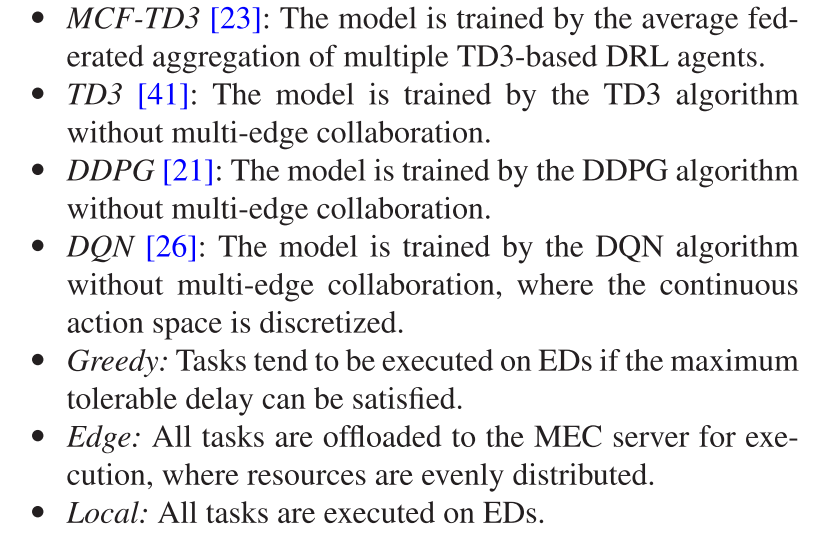 • MCF-TD3 [23]: The model is trained by the average fed-
erated aggregation of multiple TD3-based DRL agents.
• TD3 [41]: The model is trained by the TD3 algorithm
without multi-edge collaboration.
• DDPG [21]: The model is trained by the DDPG algorithm
without multi-edge collaboration.
• DQN [26]: The model is trained by the DQN algorithm
without multi-edge collaboration, where the continuous
action space is discretized.
• Greedy: Tasks tend to be executed on EDs if the maximum
tolerable delay can be satisfied.
• Edge: All tasks are offloaded to the MEC server for exe-
cution, where resources are evenly distributed.
• Local: All tasks are executed on EDs.